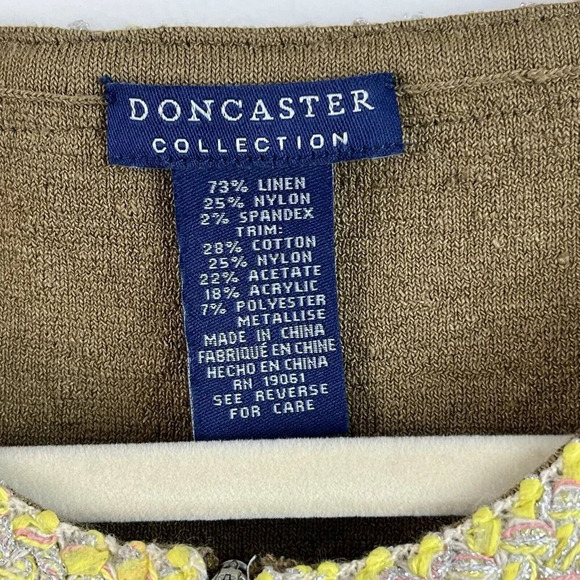 DONCASTER
COLLECTION
73% LINEN
25% NYLON
2% SPANDEX
TRIM:
28% COTTON
25% NYLON
22% ACETATE
18% ACRYLIC
7% POLYESTER
METALLISE
MADE IN CHINA
FABRIQUÉ EN CHINE
HECHO EN CHINA
RN 19061
SEE REVERSE
FOR CARE